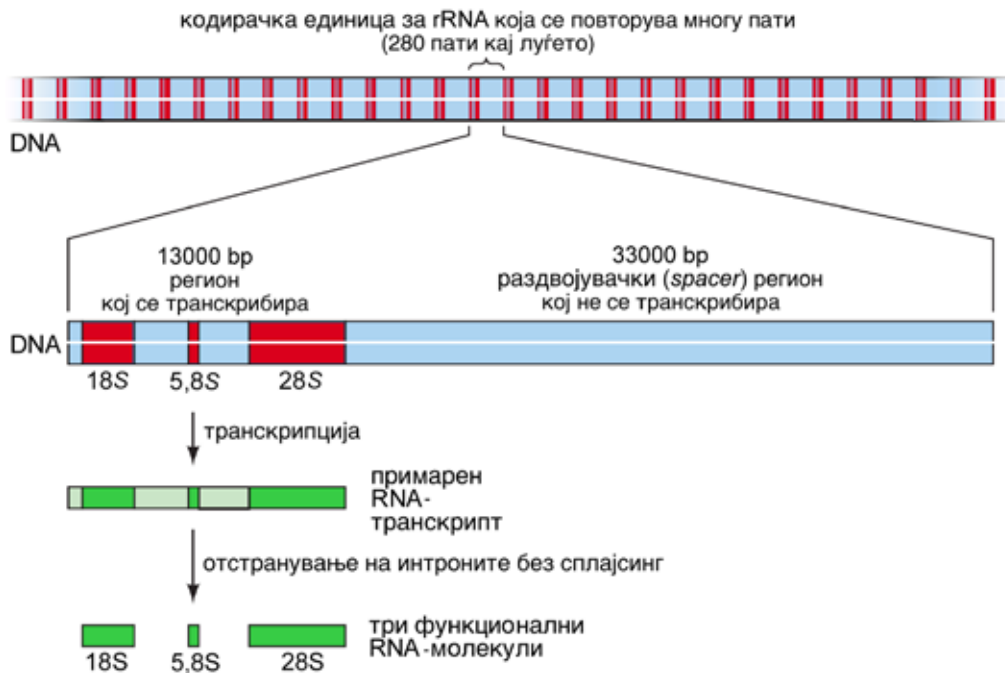 кодирачка единица за rRNA која се повторува многу пати
(280 пати кај луѓето)
DNA
13000 bp
регион
кој се транскрибира
33000 bp
раздвојувачки (spacer) регион
кој не се транскрибира
DNA
18S 5,8S 28S
транскрипција
примарен
RNA-
транскрипт
отстранување на интроните без сплајсинг
три функционални
RNA-молекули
18S 5,8S 28S